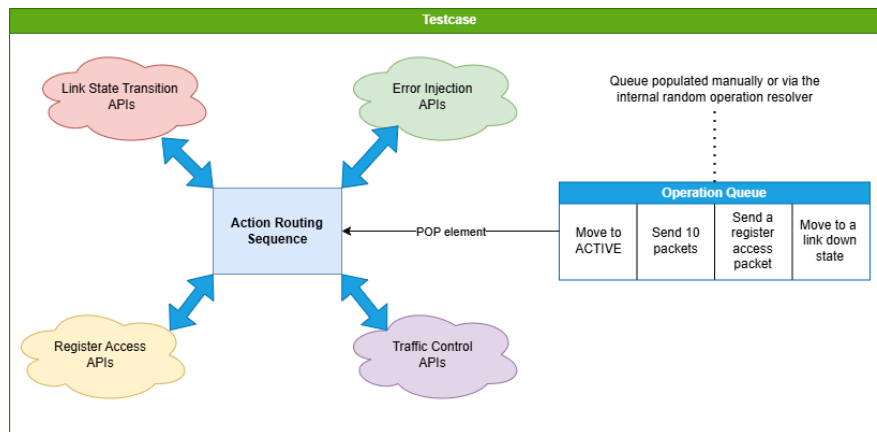 Testcase
Link State Transition
APIs
Error Injection
APIs
Queue populated manually or via the
internal random operation resolver
Operation Queue
Move to
ACTIVE
Send 10
packets
Send a
register
access
packet
Move to a
link down
state
POP element
Action Routing
Sequence
Register Access
APIs
Traffic Control
APIs